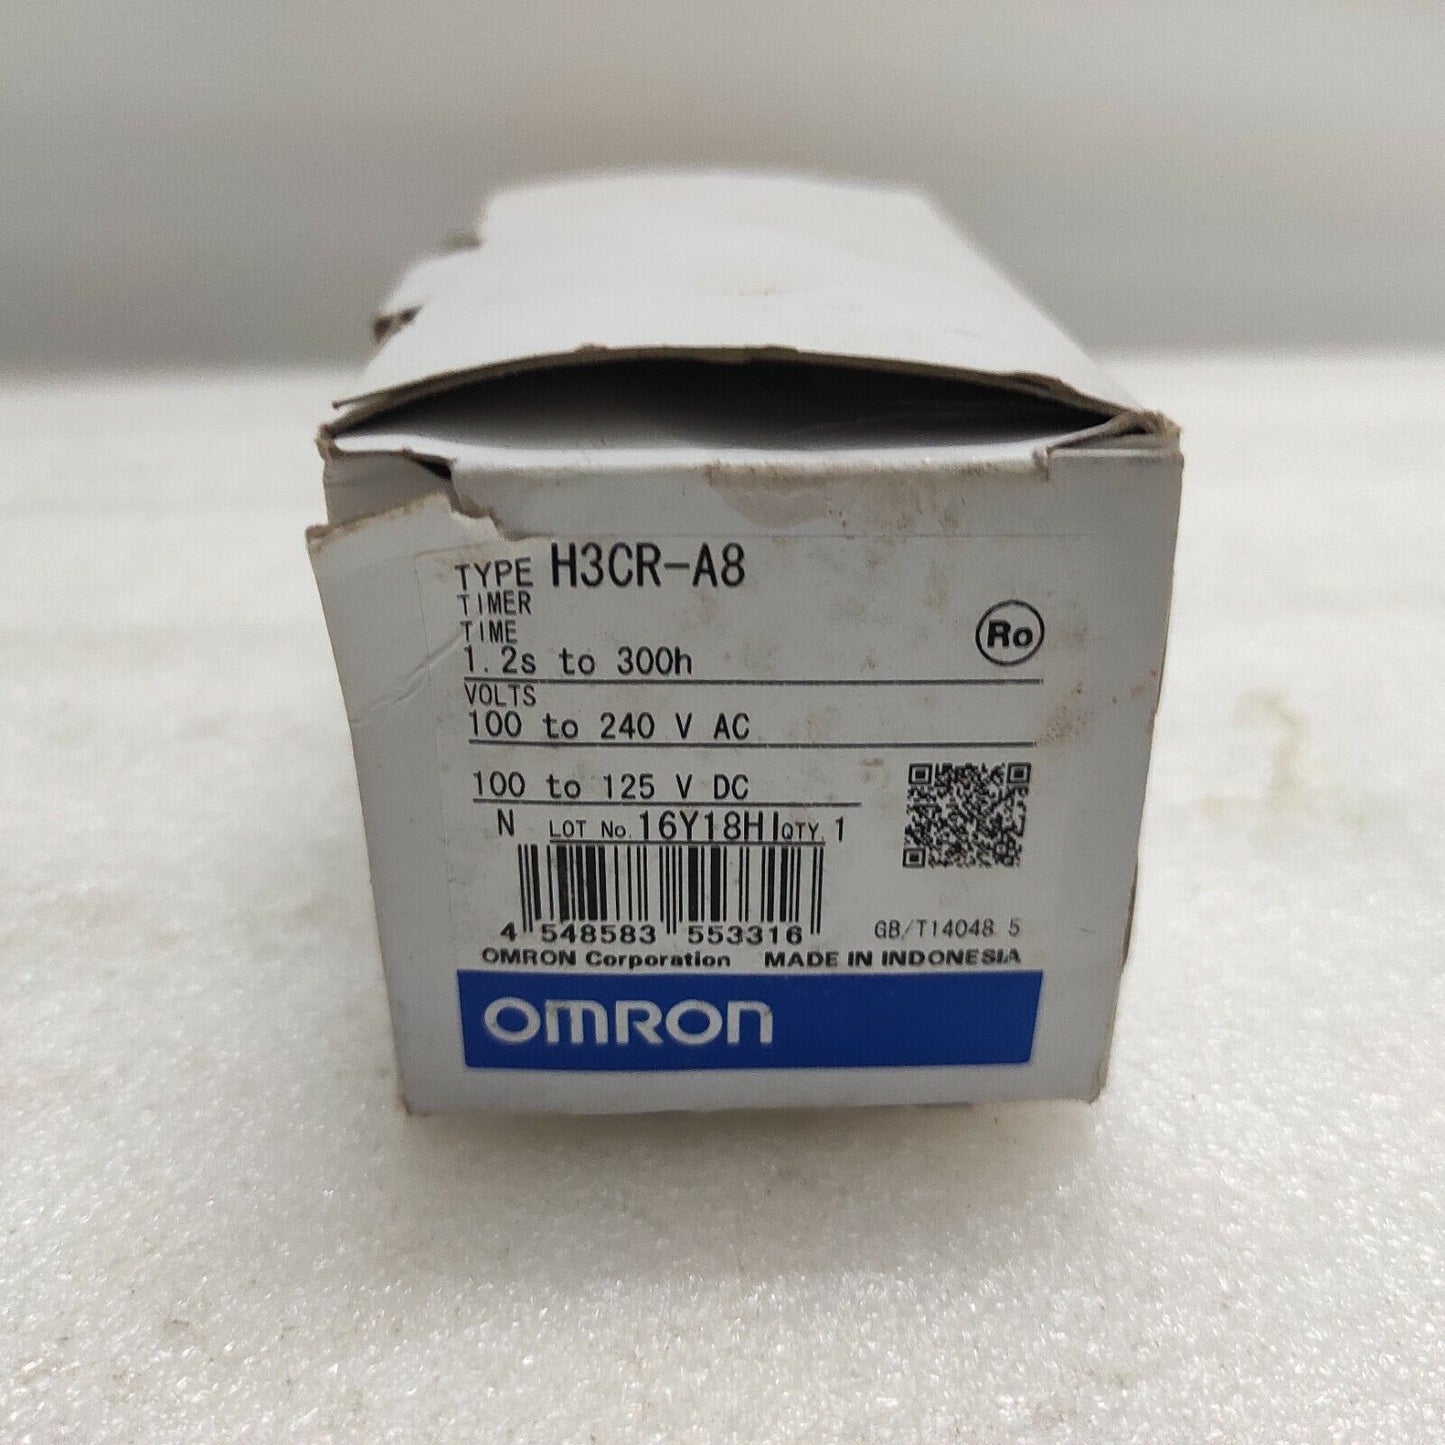 TYPE H3CR-A8
TIMER
TIME
Ro
1.2s to 300h
VOLTS
100 to 240 V AC
100 to 125 V DC
N LOT No. 16Y18HI QTY. 1
4 548583 553316
GB/T14048.5
OMRON Corporation MADE IN INDONESIA
OMRON